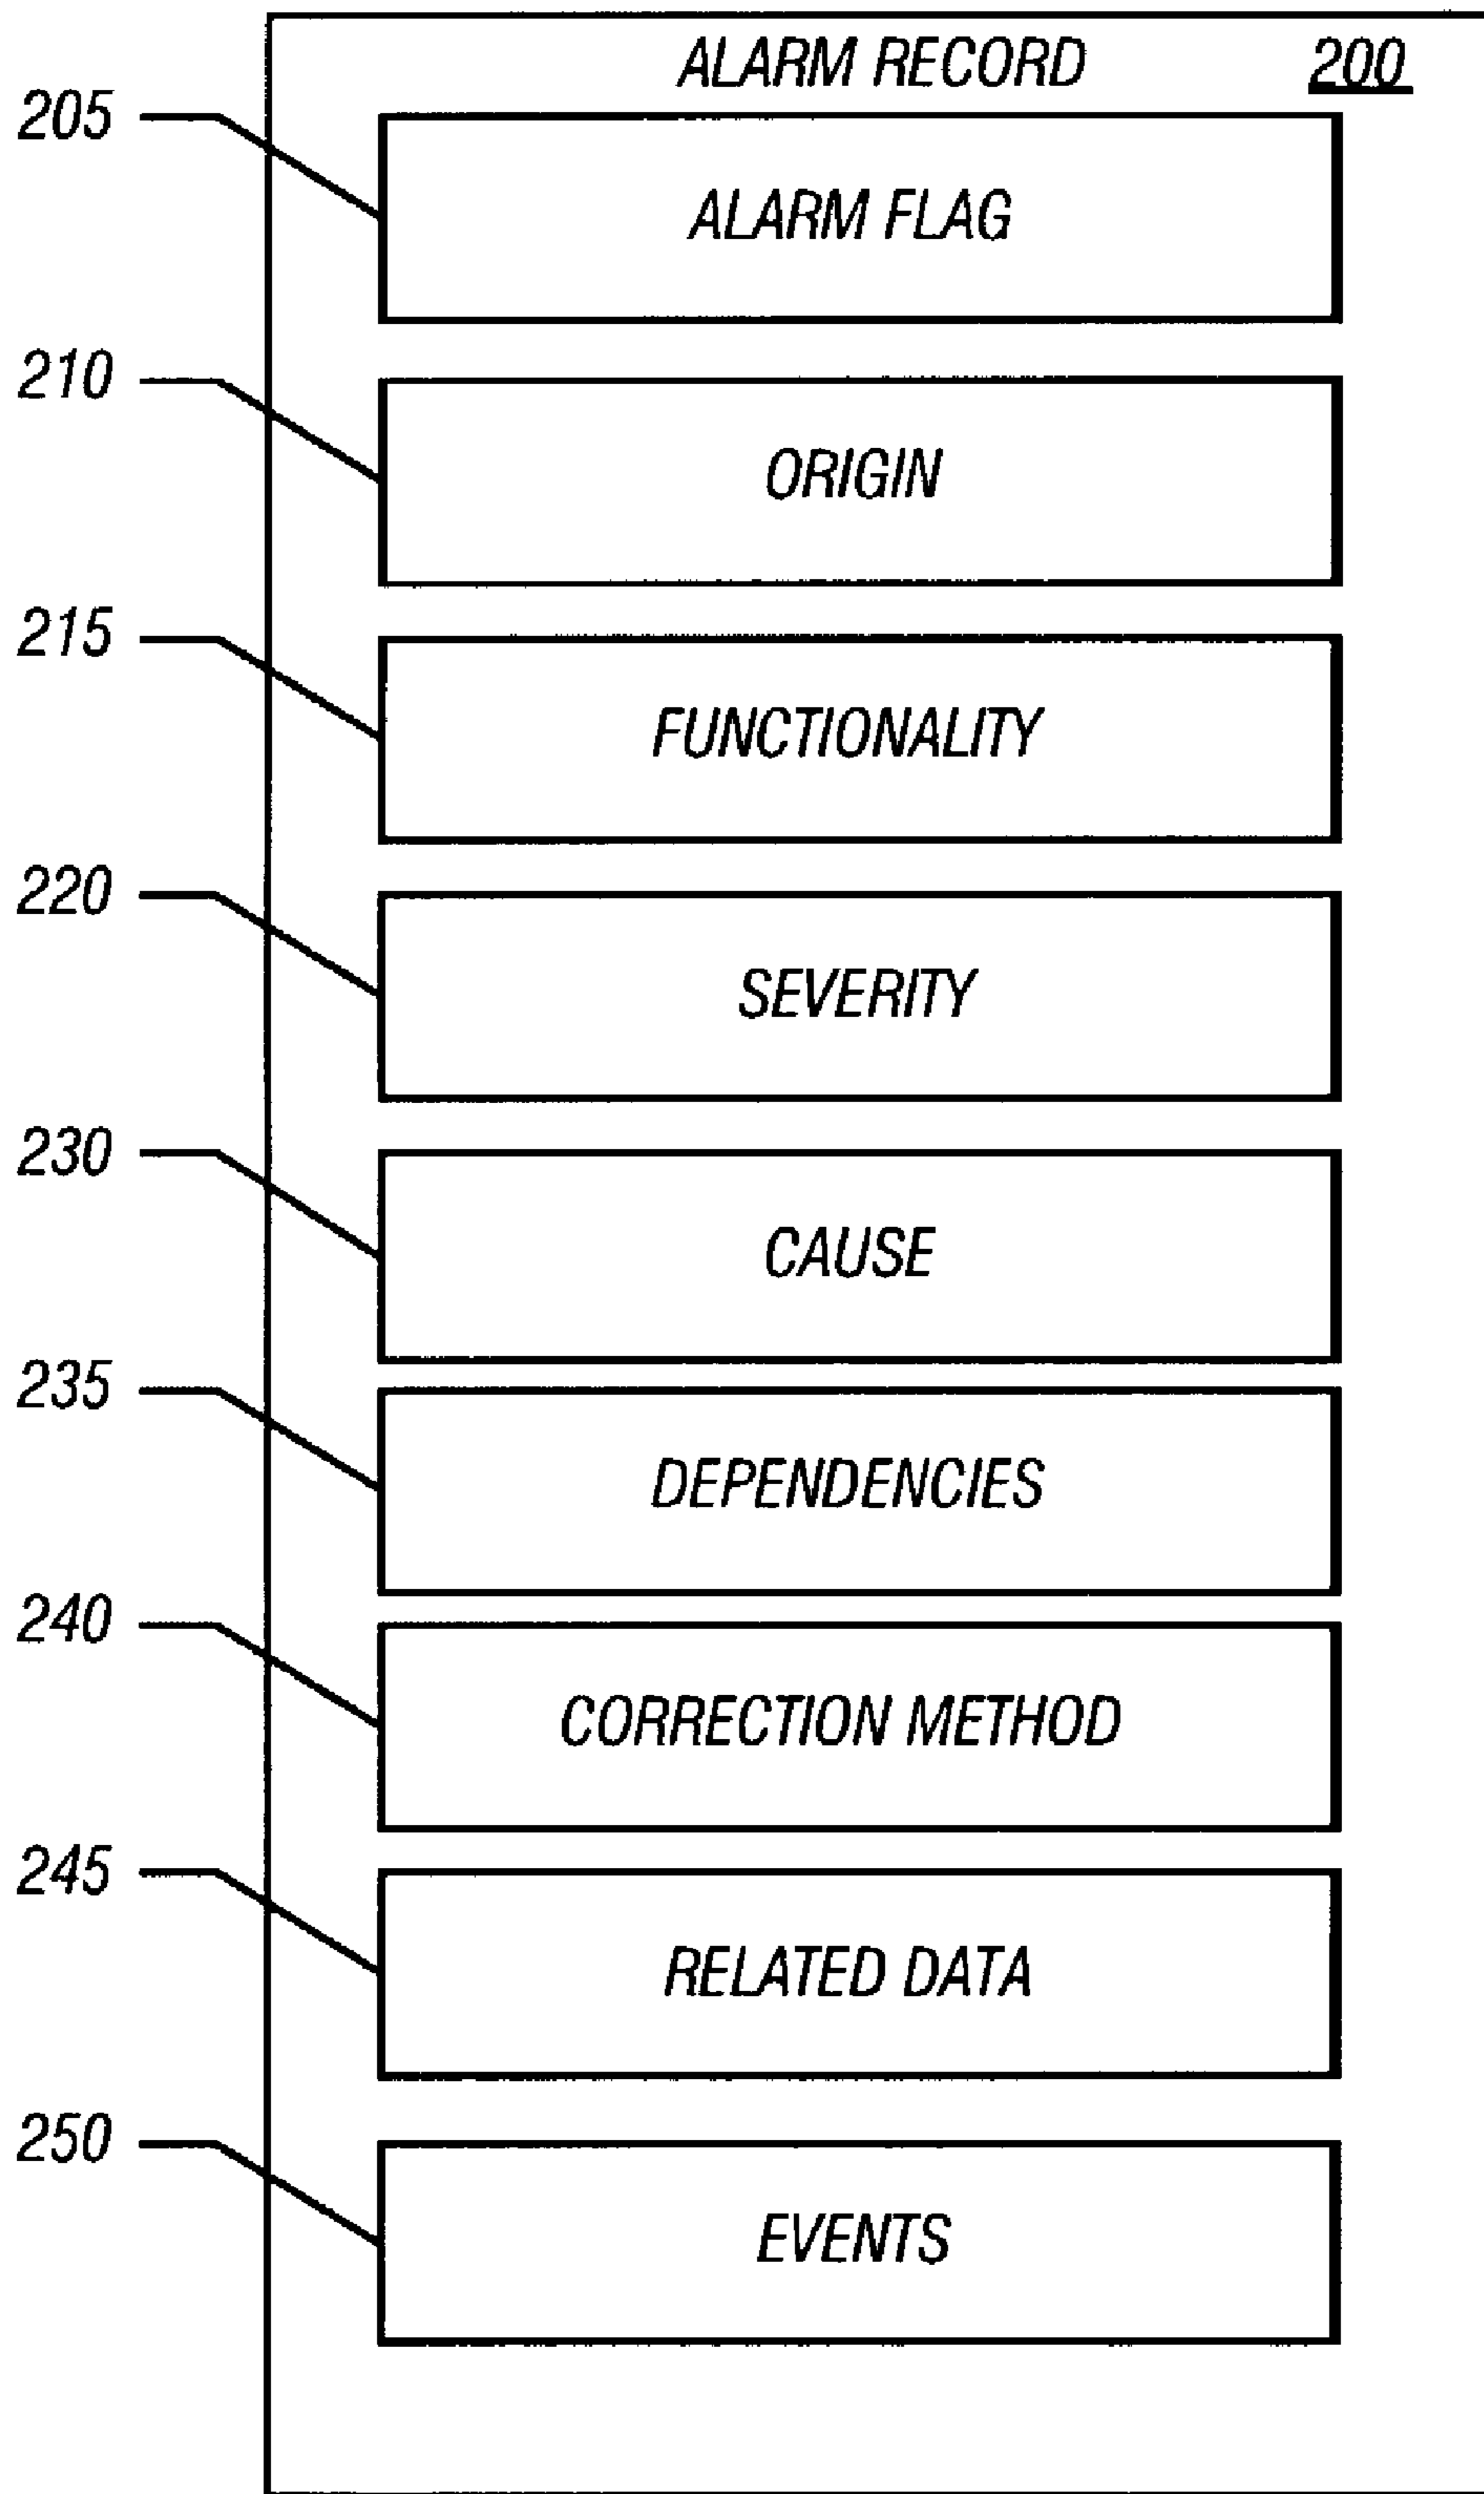 ALARM RECORD 200
205
ALARM FLAG
210
ORIGIN
215
FUNCTIONALITY
220
SEVERITY
230
CAUSE
235
DEPENDENCIES
240
CORRECTION METHOD
245
RELATED DATA
250
EVENTS